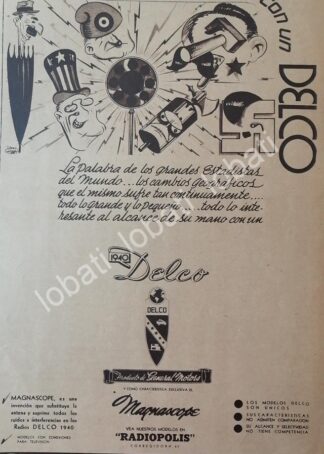 con un
DELCO
La palabra de los grandes Estadistas
del Mundo... los cambios geográficos
que el mismo sufre tan continuamente....
todo lo grande y lo pequeño.... todo lo inte-
resante al alcance de su mano con un
1940 Delco
DELCO
Producto de General Motors
Y COMO CARACTERISTICA EXCLUSIVA EL
Magnascope
VEA NUESTROS MODELOS EN
"RADIOPOLIS"
CORREGIDORA 67
MAGNASCOPE, es una
invención que substituye la
antena y suprime todos los
ruidos e interferencias en los
Radios DELCO 1940
MODELOS CON CONEXIONES
PARA TELEVISION
LOS MODELOS DELCO
SON UNICOS
SUS CARACTERISTICAS
NO ADMITEN COMPARACION
SU ALCANCE Y SELECTIVIDAD
NO TIENE COMPETENCIA